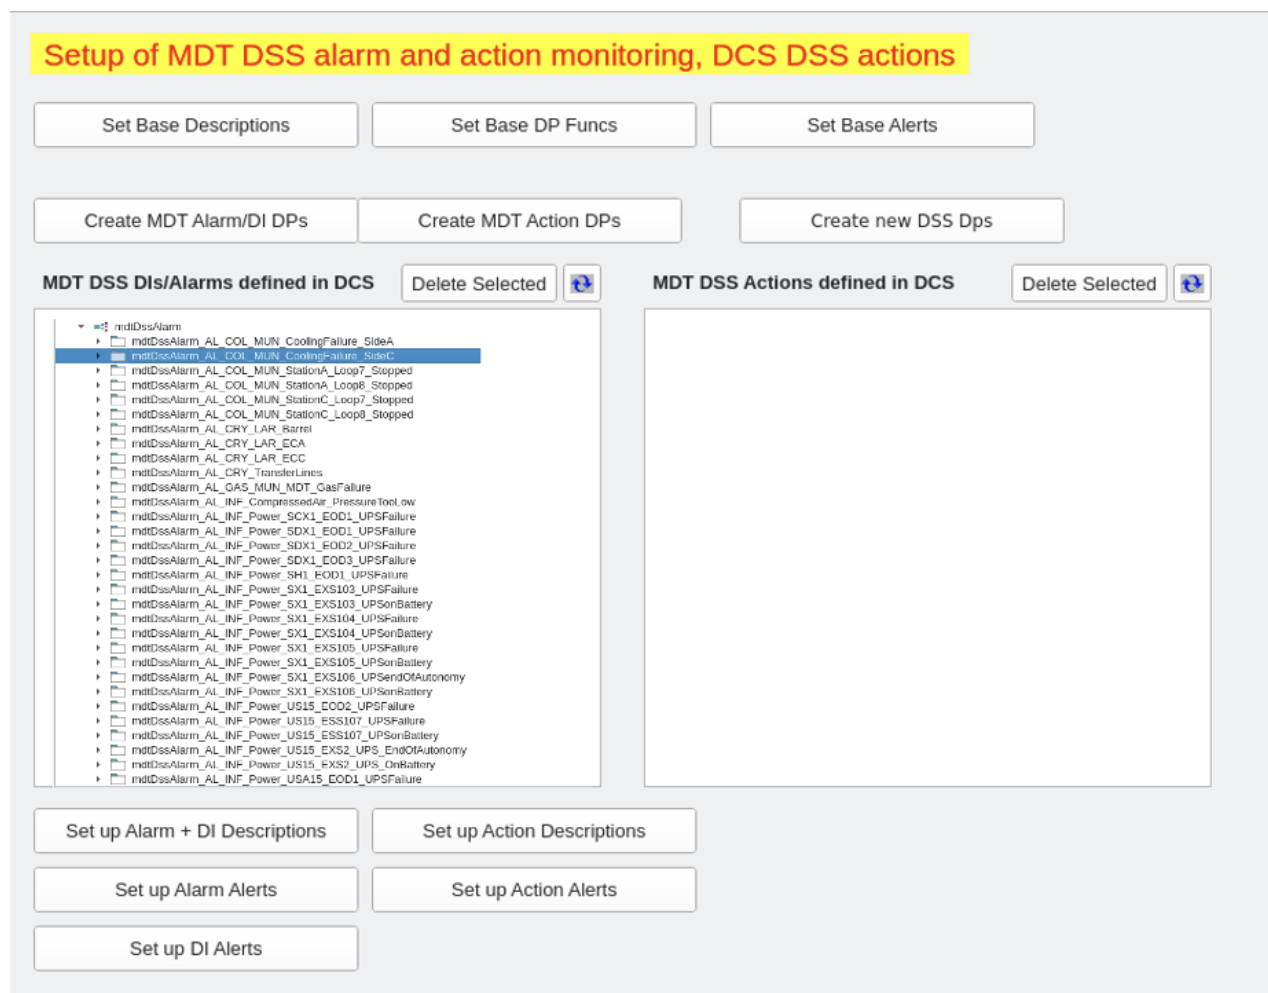 Setup of MDT DSS alarm and action monitoring, DCS DSS actions
Set Base Descriptions
Set Base DP Funcs
Set Base Alerts
Create MDT Alarm/DI DPs
Create MDT Action DPs
Create new DSS Dps
MDT DSS DIs/Alarms defined in DCS
Delete Selected
MDT DSS Actions defined in DCS
Delete Selected
mdtDssAlarm
mdtDssAlarm_AL_COL_MUN_CoolingFailure_SideA
mdtDssAlarm_AL_COL_MUN_CoolingFailure_SideC
mdtDssAlarm_AL_COL_MUN_StationA_Loop7_Stopped
mdtDssAlarm_AL_COL_MUN_StationA_Loop8_Stopped
mdtDssAlarm_AL_COL_MUN_StationC_Loop7_Stopped
mdtDssAlarm_AL_COL_MUN_StationC_Loop8_Stopped
mdtDssAlarm_AL_CRY_LAR_Barrel
mdtDssAlarm_AL_CRY_LAR_ECA
mdtDssAlarm_AL_CRY_LAR_ECC
mdtDssAlarm_AL_CRY_TransferLines
mdtDssAlarm_AL_GAS_MUN_MDT_GasFailure
mdtDssAlarm_AL_INF_CompressedAir_PressureTooLow
mdtDssAlarm_AL_INF_Power_SCX1_EOD1_UPSFailure
mdtDssAlarm_AL_INF_Power_SDX1_EOD1_UPSFailure
mdtDssAlarm_AL_INF_Power_SDX1_EOD2_UPSFailure
mdtDssAlarm_AL_INF_Power_SDX1_EOD3_UPSFailure
mdtDssAlarm_AL_INF_Power_SH1_EOD1_UPSFailure
mdtDssAlarm_AL_INF_Power_SX1_EXS103_UPSFailure
mdtDssAlarm_AL_INF_Power_SX1_EXS103_UPSonBattery
mdtDssAlarm_AL_INF_Power_SX1_EXS104_UPSFailure
mdtDssAlarm_AL_INF_Power_SX1_EXS104_UPSonBattery
mdtDssAlarm_AL_INF_Power_SX1_EXS105_UPSFailure
mdtDssAlarm_AL_INF_Power_SX1_EXS105_UPSonBattery
mdtDssAlarm_AL_INF_Power_SX1_EXS106_UPSendOfAutonomy
mdtDssAlarm_AL_INF_Power_SX1_EXS106_UPSonBattery
mdtDssAlarm_AL_INF_Power_US15_EOD2_UPSFailure
mdtDssAlarm_AL_INF_Power_US15_ESS107_UPSFailure
mdtDssAlarm_AL_INF_Power_US15_ESS107_UPSonBattery
mdtDssAlarm_AL_INF_Power_US15_EXS2_UPS_EndOfAutonomy
mdtDssAlarm_AL_INF_Power_US15_EXS2_UPS_OnBattery
mdtDssAlarm_AL_INF_Power_USA15_EOD1_UPSFailure
Set up Alarm + DI Descriptions
Set up Action Descriptions
Set up Alarm Alerts
Set up Action Alerts
Set up DI Alerts